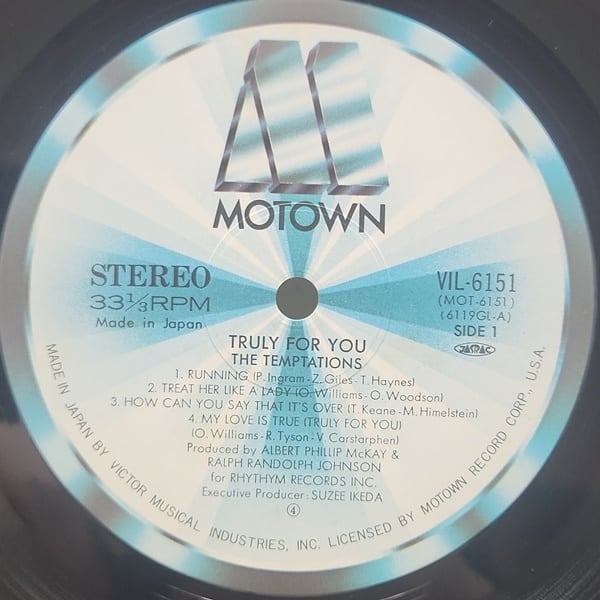 MOTOWN
STEREO
33 1/3 RPM
Made in Japan
VIL-6151
(MOT-6151)
(6119GL-A)
SIDE 1
JASRAC
TRULY FOR YOU
THE TEMPTATIONS
1. RUNNING (P. Ingram-Z. Giles-T. Haynes)
2. TREAT HER LIKE A LADY (O. Williams-O. Woodson)
3. HOW CAN YOU SAY THAT IT'S OVER (T. Keane-M. Himelstein)
4. MY LOVE IS TRUE (TRULY FOR YOU)
(O. Williams-R. Tyson-V. Carstarphen)
Produced by ALBERT PHILLIP McKAY &
RALPH RANDOLPH JOHNSON
for RHYTHYM RECORDS INC.
Executive Producer: SUZEE IKEDA
④
MADE IN JAPAN BY VICTOR MUSICAL INDUSTRIES, INC. LICENSED BY MOTOWN RECORD CORP., U.S.A.